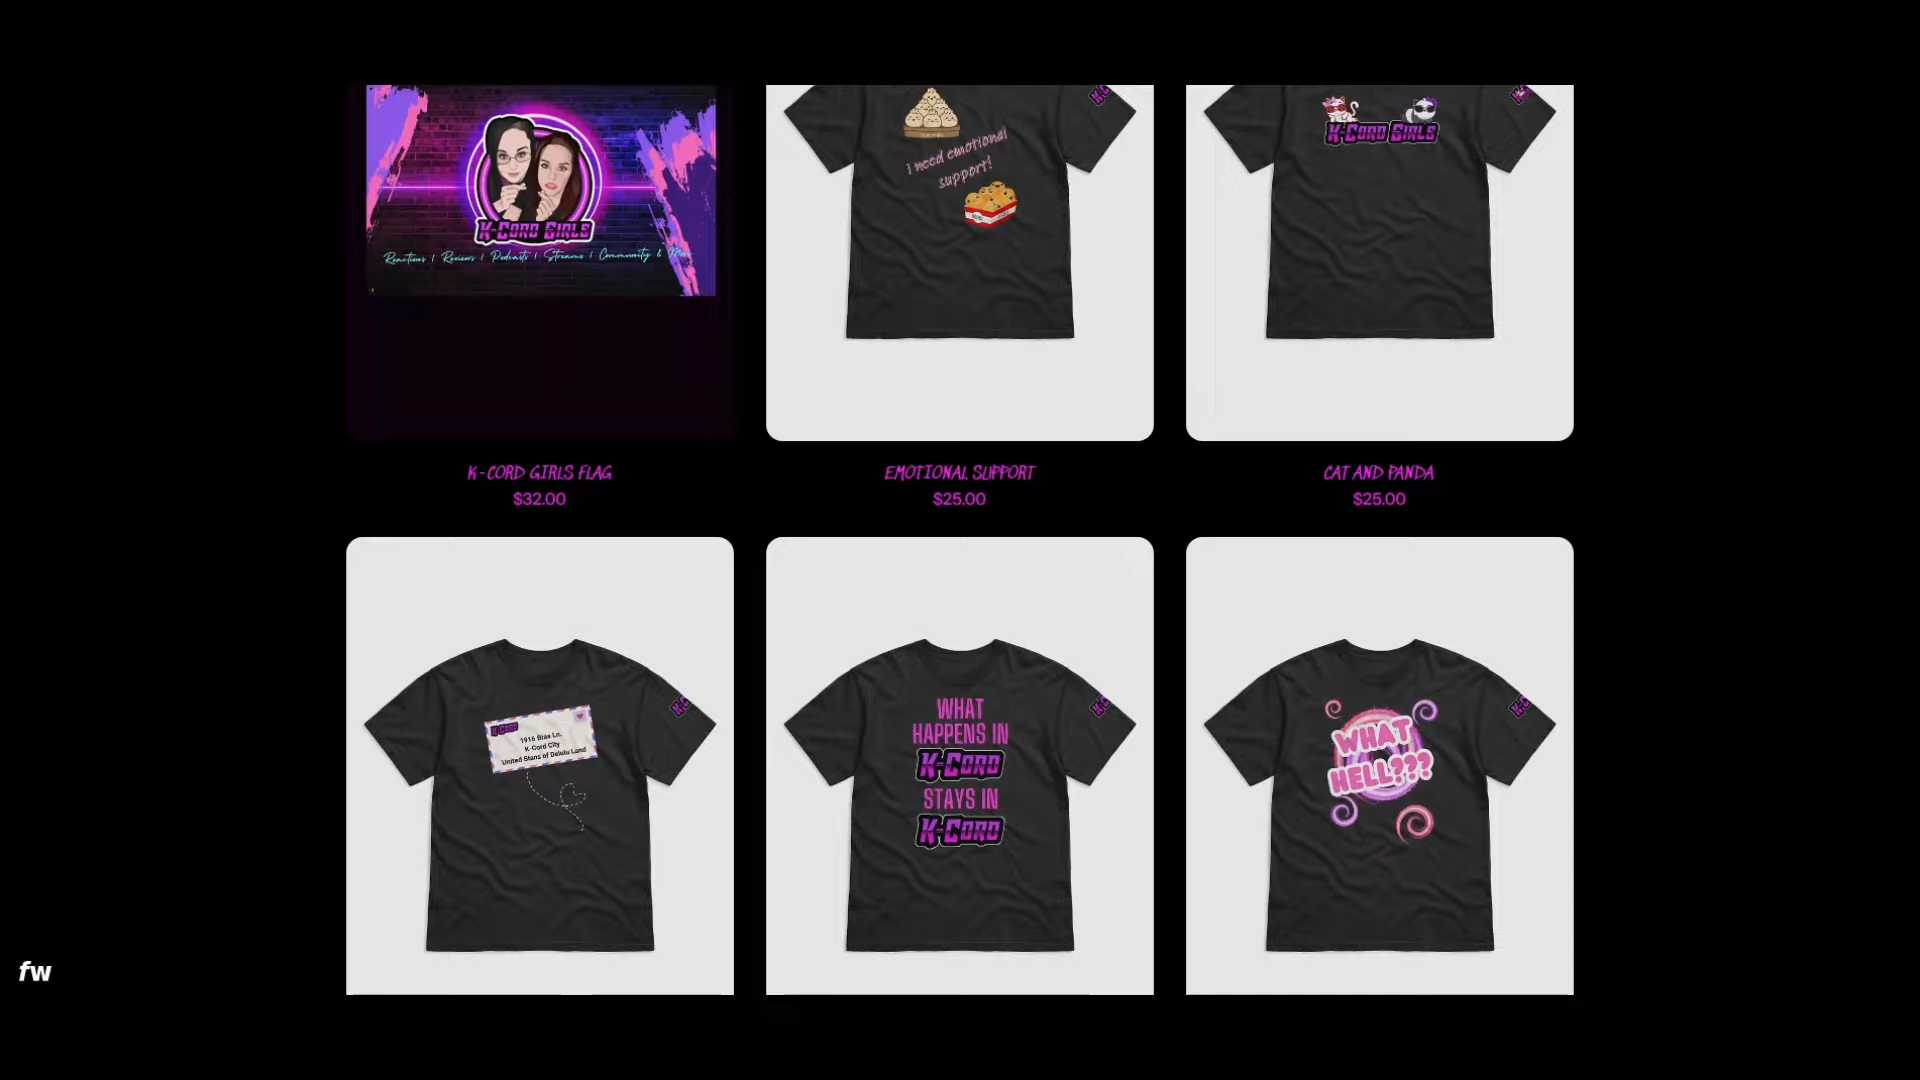 K-CORD GIRLS
Reactions | Reviews | Podcasts | Streams | Community &
I need emotional
support!
K-CORD GIRLS
K-CORD GIRLS FLAG
$32.00
EMOTIONAL SUPPORT
$25.00
CAT AND PANDA
$25.00
K-CORD
1916 Bias Ln.
K-Cord City
United Stans of Delulu Land
WHAT
HAPPENS IN
K-CORD
STAYS IN
K-CORD
WHAT
HELL???
fw